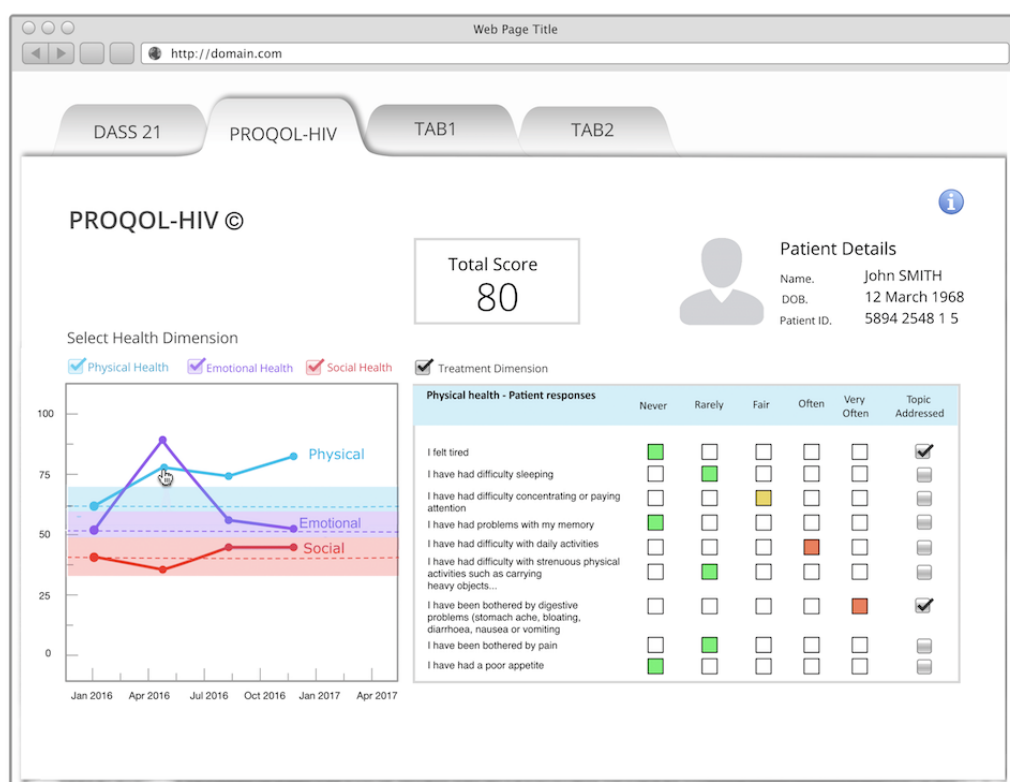 Web Page Title
http://domain.com
DASS 21
PROQOL-HIV
TAB1
TAB2
i
PROQOL-HIV ©
Total Score
80
Patient Details
Name. John SMITH
DOB. 12 March 1968
Patient ID. 5894 2548 1 5
Select Health Dimension
Physical Health Emotional Health Social Health Treatment Dimension
100
75
50
25
0
Physical
Emotional
Social
Jan 2016 Apr 2016 Jul 2016 Oct 2016 Jan 2017 Apr 2017
Physical health - Patient responses
Never Rarely Fair Often Very
Often Topic
Addressed
I felt tired
I have had difficulty sleeping
I have had difficulty concentrating or paying
attention
I have had problems with my memory
I have had difficulty with daily activities
I have had difficulty with strenuous physical
activities such as carrying
heavy objects...
I have been bothered by digestive
problems (stomach ache, bloating,
diarrhoea, nausea or vomiting
I have been bothered by pain
I have had a poor appetite